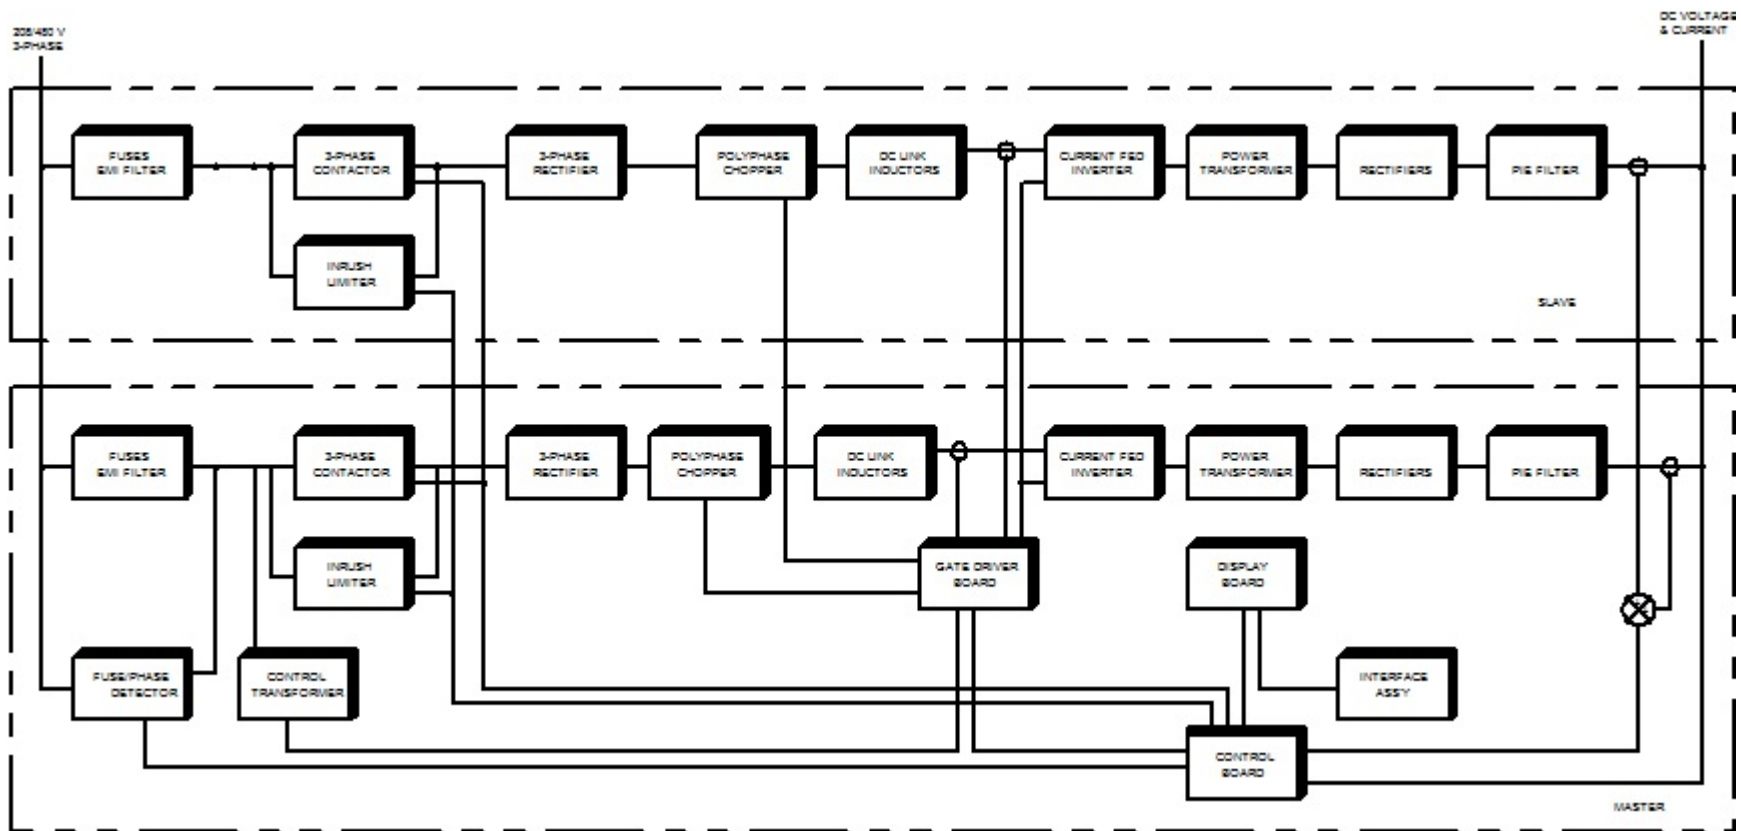 208/480 V
3-PHASE
DC VOLTAGE
& CURRENT
FUSES
EMI FILTER
3-PHASE
CONTACTOR
3-PHASE
RECTIFIER
POLYPHASE
CHOPPER
DC LINK
INDUCTORS
CURRENT FED
INVERTER
POWER
TRANSFORMER
RECTIFIERS
PIE FILTER
INRUSH
LIMITER
SLAVE
FUSES
EMI FILTER
3-PHASE
CONTACTOR
3-PHASE
RECTIFIER
POLYPHASE
CHOPPER
DC LINK
INDUCTORS
CURRENT FED
INVERTER
POWER
TRANSFORMER
RECTIFIERS
PIE FILTER
INRUSH
LIMITER
GATE DRIVER
BOARD
DISPLAY
BOARD
FUSE/PHASE
DETECTOR
CONTROL
TRANSFORMER
INTERFACE
ASS'Y
CONTROL
BOARD
MASTER